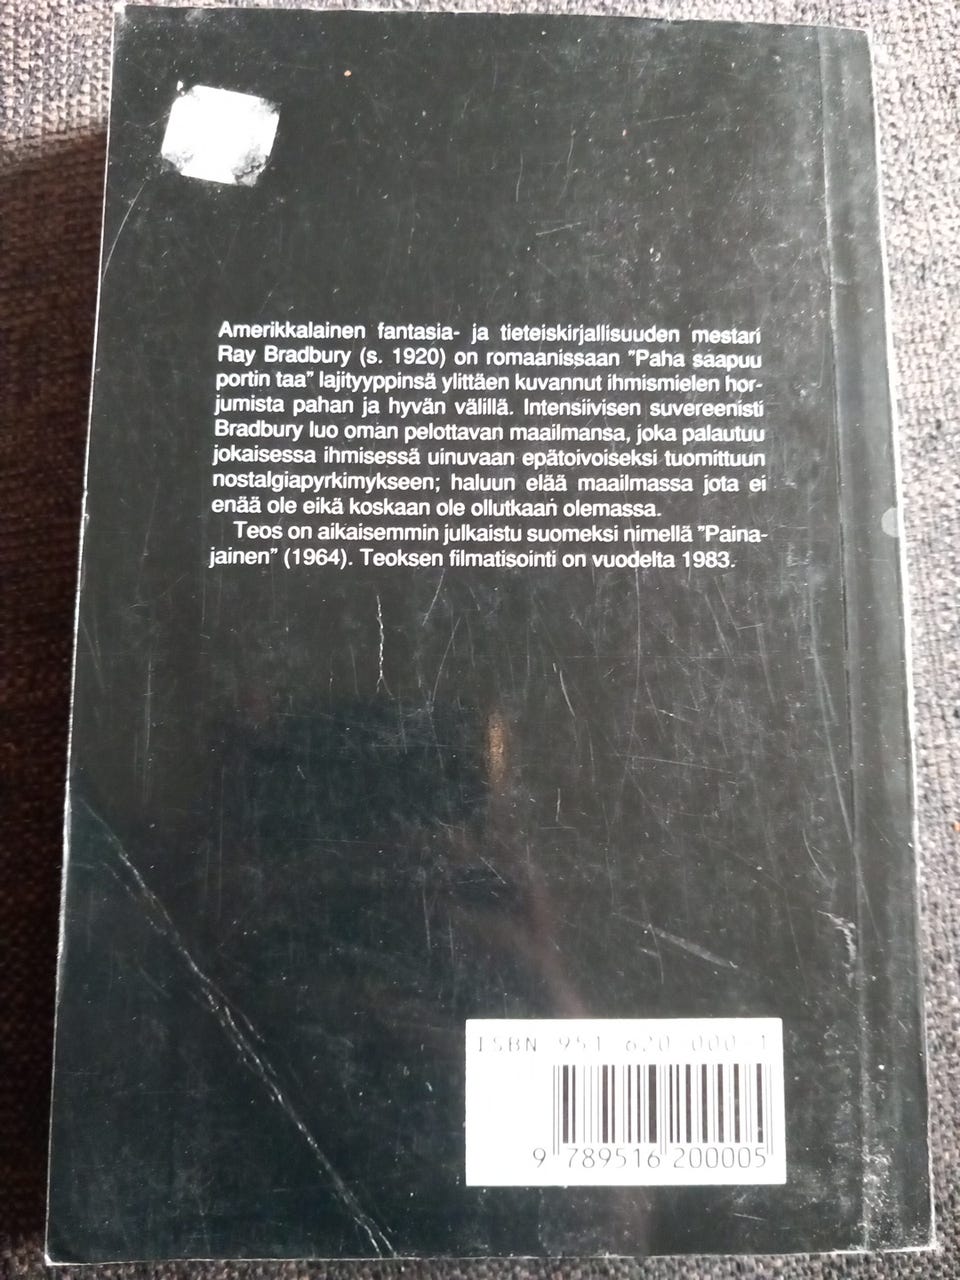 Amerikkalainen fantasia- ja tieteiskirjallisuuden mestari
Ray Bradbury (s. 1920) on romaanissaan "Paha saapuu
portin taa" lajityyppinsä ylittäen kuvannut ihmismielen hor-
jumista pahan ja hyvän välillä. Intensiivisen suvereenisti
Bradbury luo oman pelottavan maailmansa, joka palautuu
jokaisessa ihmisessä uinuvaan epätoivoiseksi tuomittuun
nostalgiapyrkimykseen; haluun elää maailmassa jota ei
enää ole eikä koskaan ole ollutkaan olemassa.
Teos on aikaisemmin julkaistu suomeksi nimellä "Paina-
jainen" (1964). Teoksen filmatisointi on vuodelta 1983.
ISBN 951 620 000-1
9 789516 200005